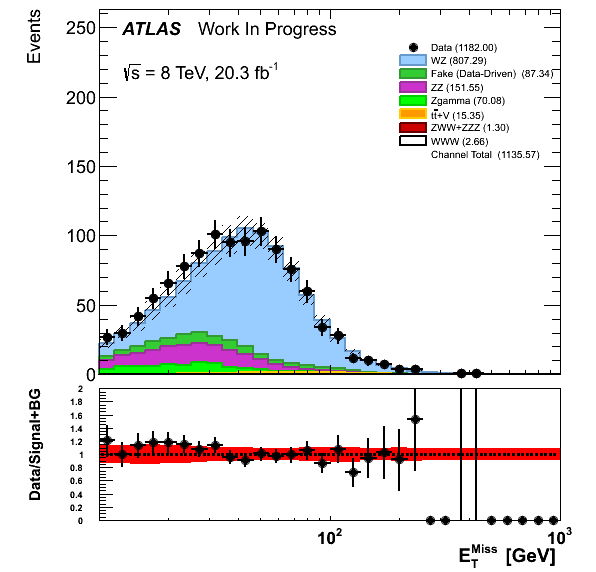 Events
ATLAS Work In Progress
√s = 8 TeV, 20.3 fb⁻¹
Data (1182.00)
WZ (807.29)
Fake (Data-Driven) (87.34)
ZZ (151.55)
Zgamma (70.08)
tt̄+V (15.35)
ZWW+ZZZ (1.30)
WWW (2.66)
Channel Total (1135.57)
250
200
150
100
50
0
Data/Signal+BG
2
1.8
1.6
1.4
1.2
1
0.8
0.6
0.4
0.2
0
10²
10³
E_T^Miss [GeV]